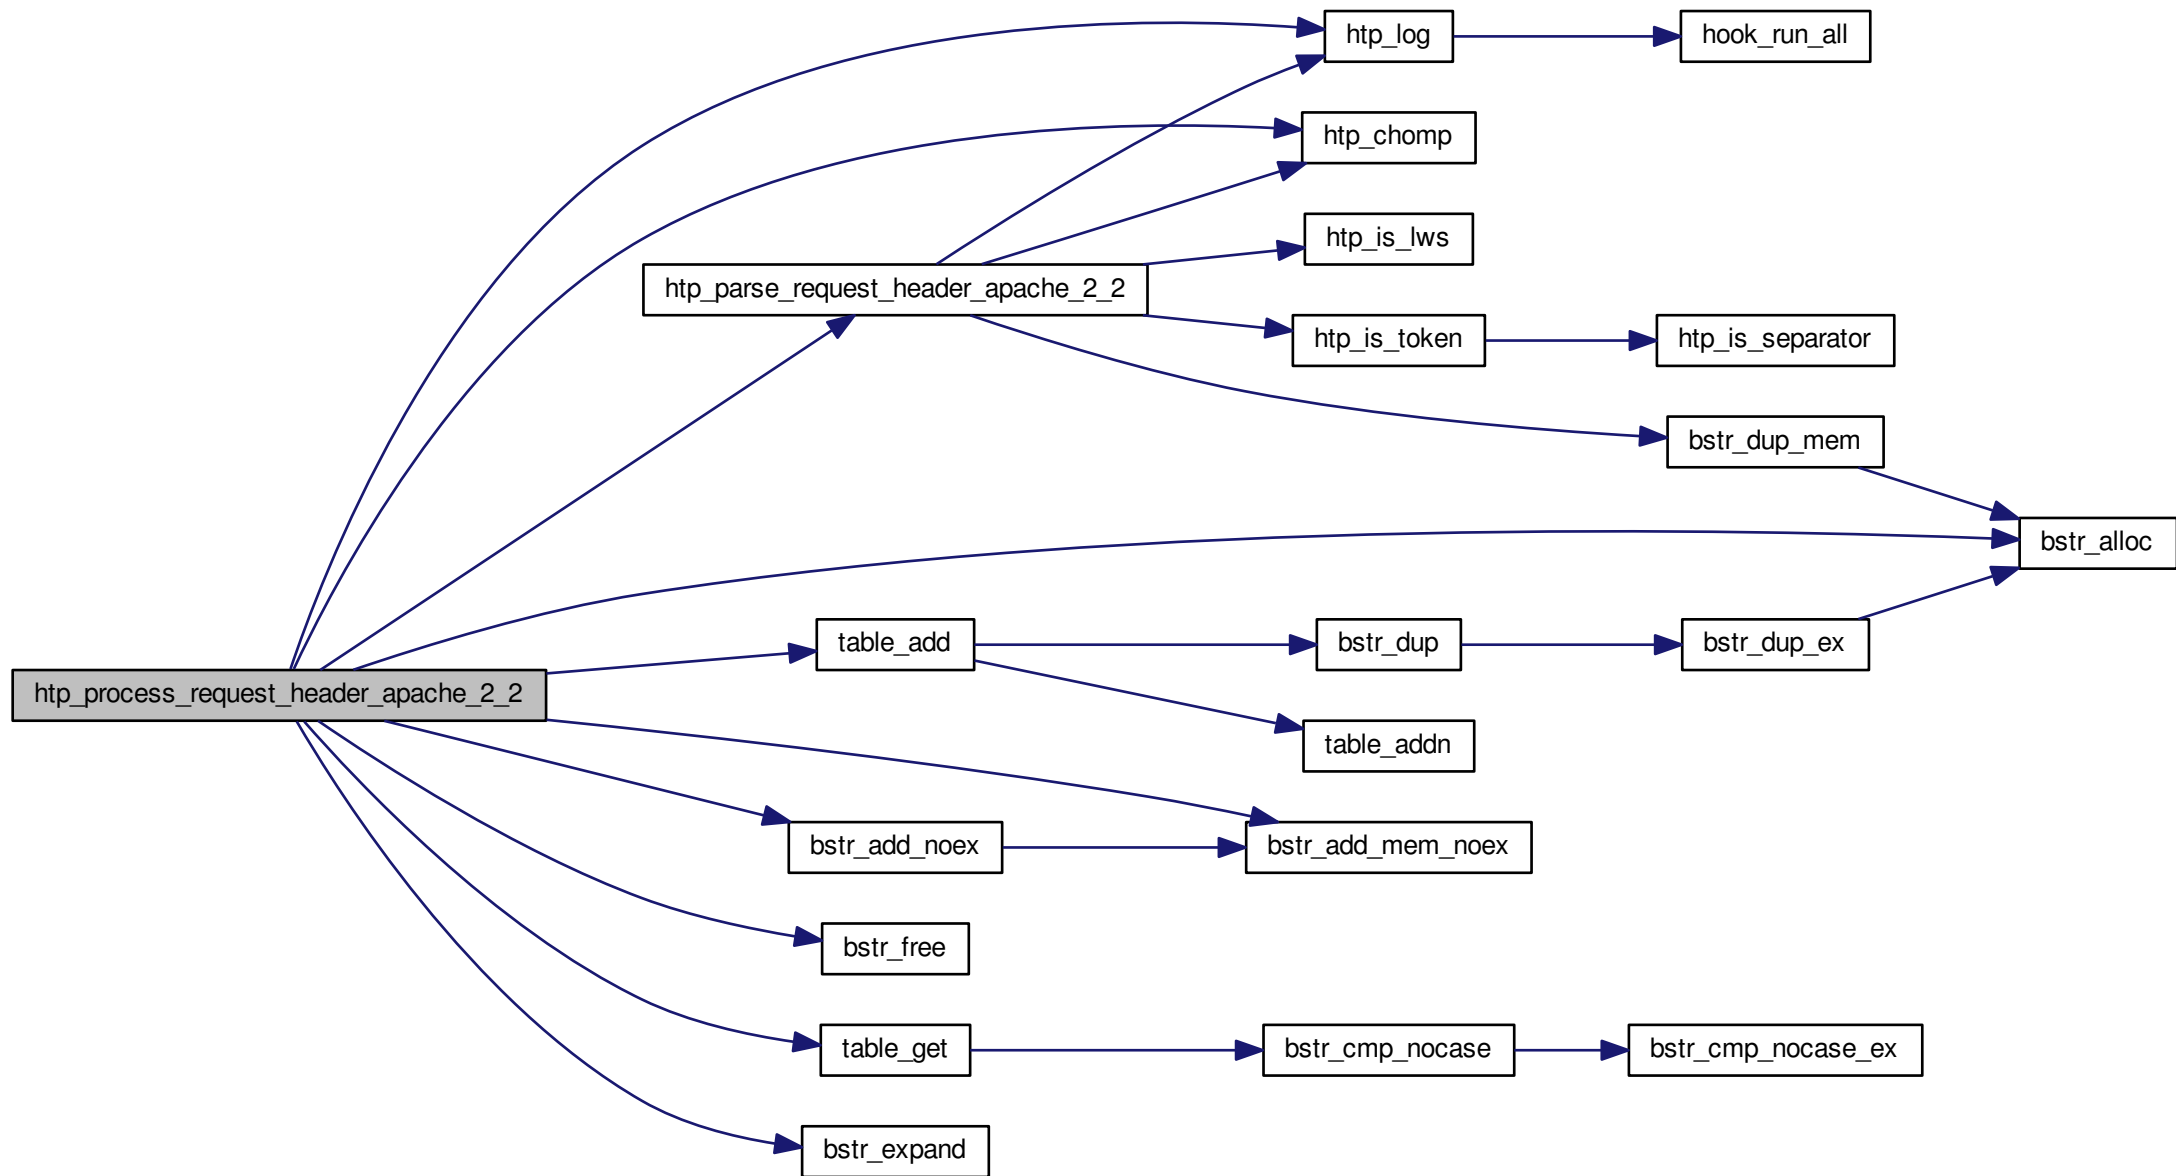 htp_log
hook_run_all
htp_chomp
htp_is_lws
htp_parse_request_header_apache_2_2
htp_is_token
htp_is_separator
bstr_dup_mem
bstr_alloc
table_add
bstr_dup
bstr_dup_ex
htp_process_request_header_apache_2_2
table_addn
bstr_add_noex
bstr_add_mem_noex
bstr_free
table_get
bstr_cmp_nocase
bstr_cmp_nocase_ex
bstr_expand